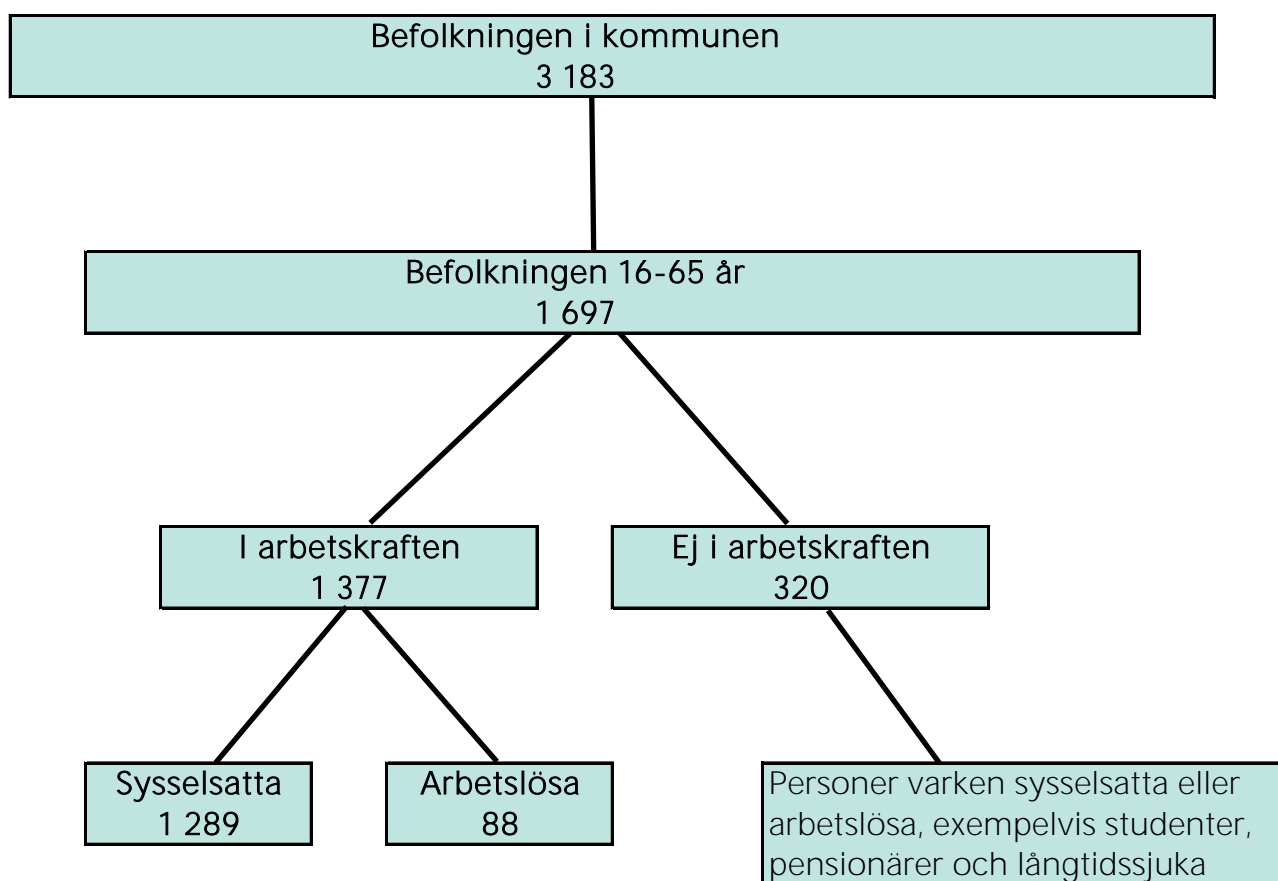 Befolkningen i kommunen
3 183
Befolkningen 16-65 år
1 697
I arbetskraften
1 377
Ej i arbetskraften
320
Sysselsatta
1 289
Arbetslösa
88
Personer varken sysselsatta eller
arbetslösa, exempelvis studenter,
pensionärer och långtidssjuka